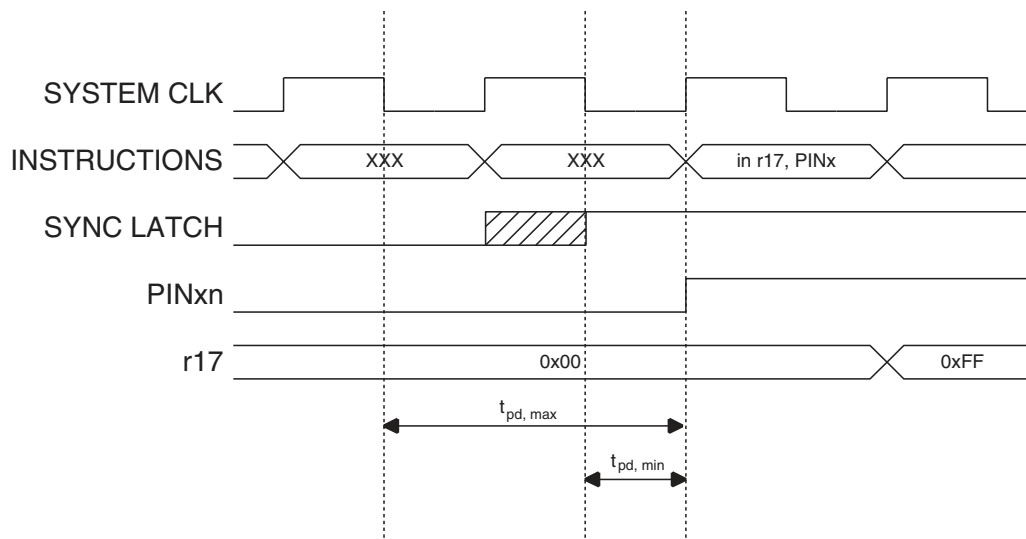 SYSTEM CLK
INSTRUCTIONS XXX XXX in r17, PINx
SYNC LATCH
PINxn
r17 0x00 0xFF
tpd, max
tpd, min